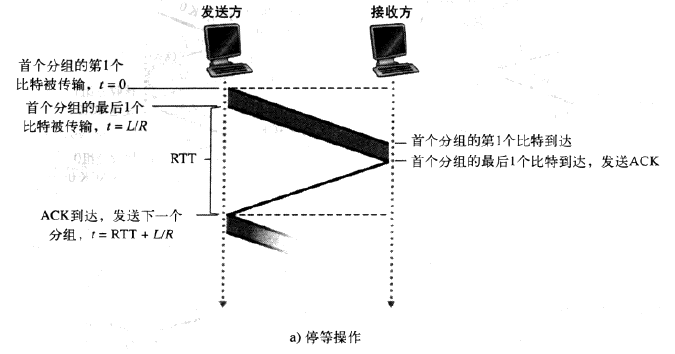 发送方
接收方
首个分组的第1个
比特被传输，t = 0
首个分组的最后1个
比特被传输，t = L/R
首个分组的第1个比特到达
首个分组的最后1个比特到达，发送ACK
RTT
ACK到达，发送下一个
分组，t = RTT + L/R
a) 停等操作